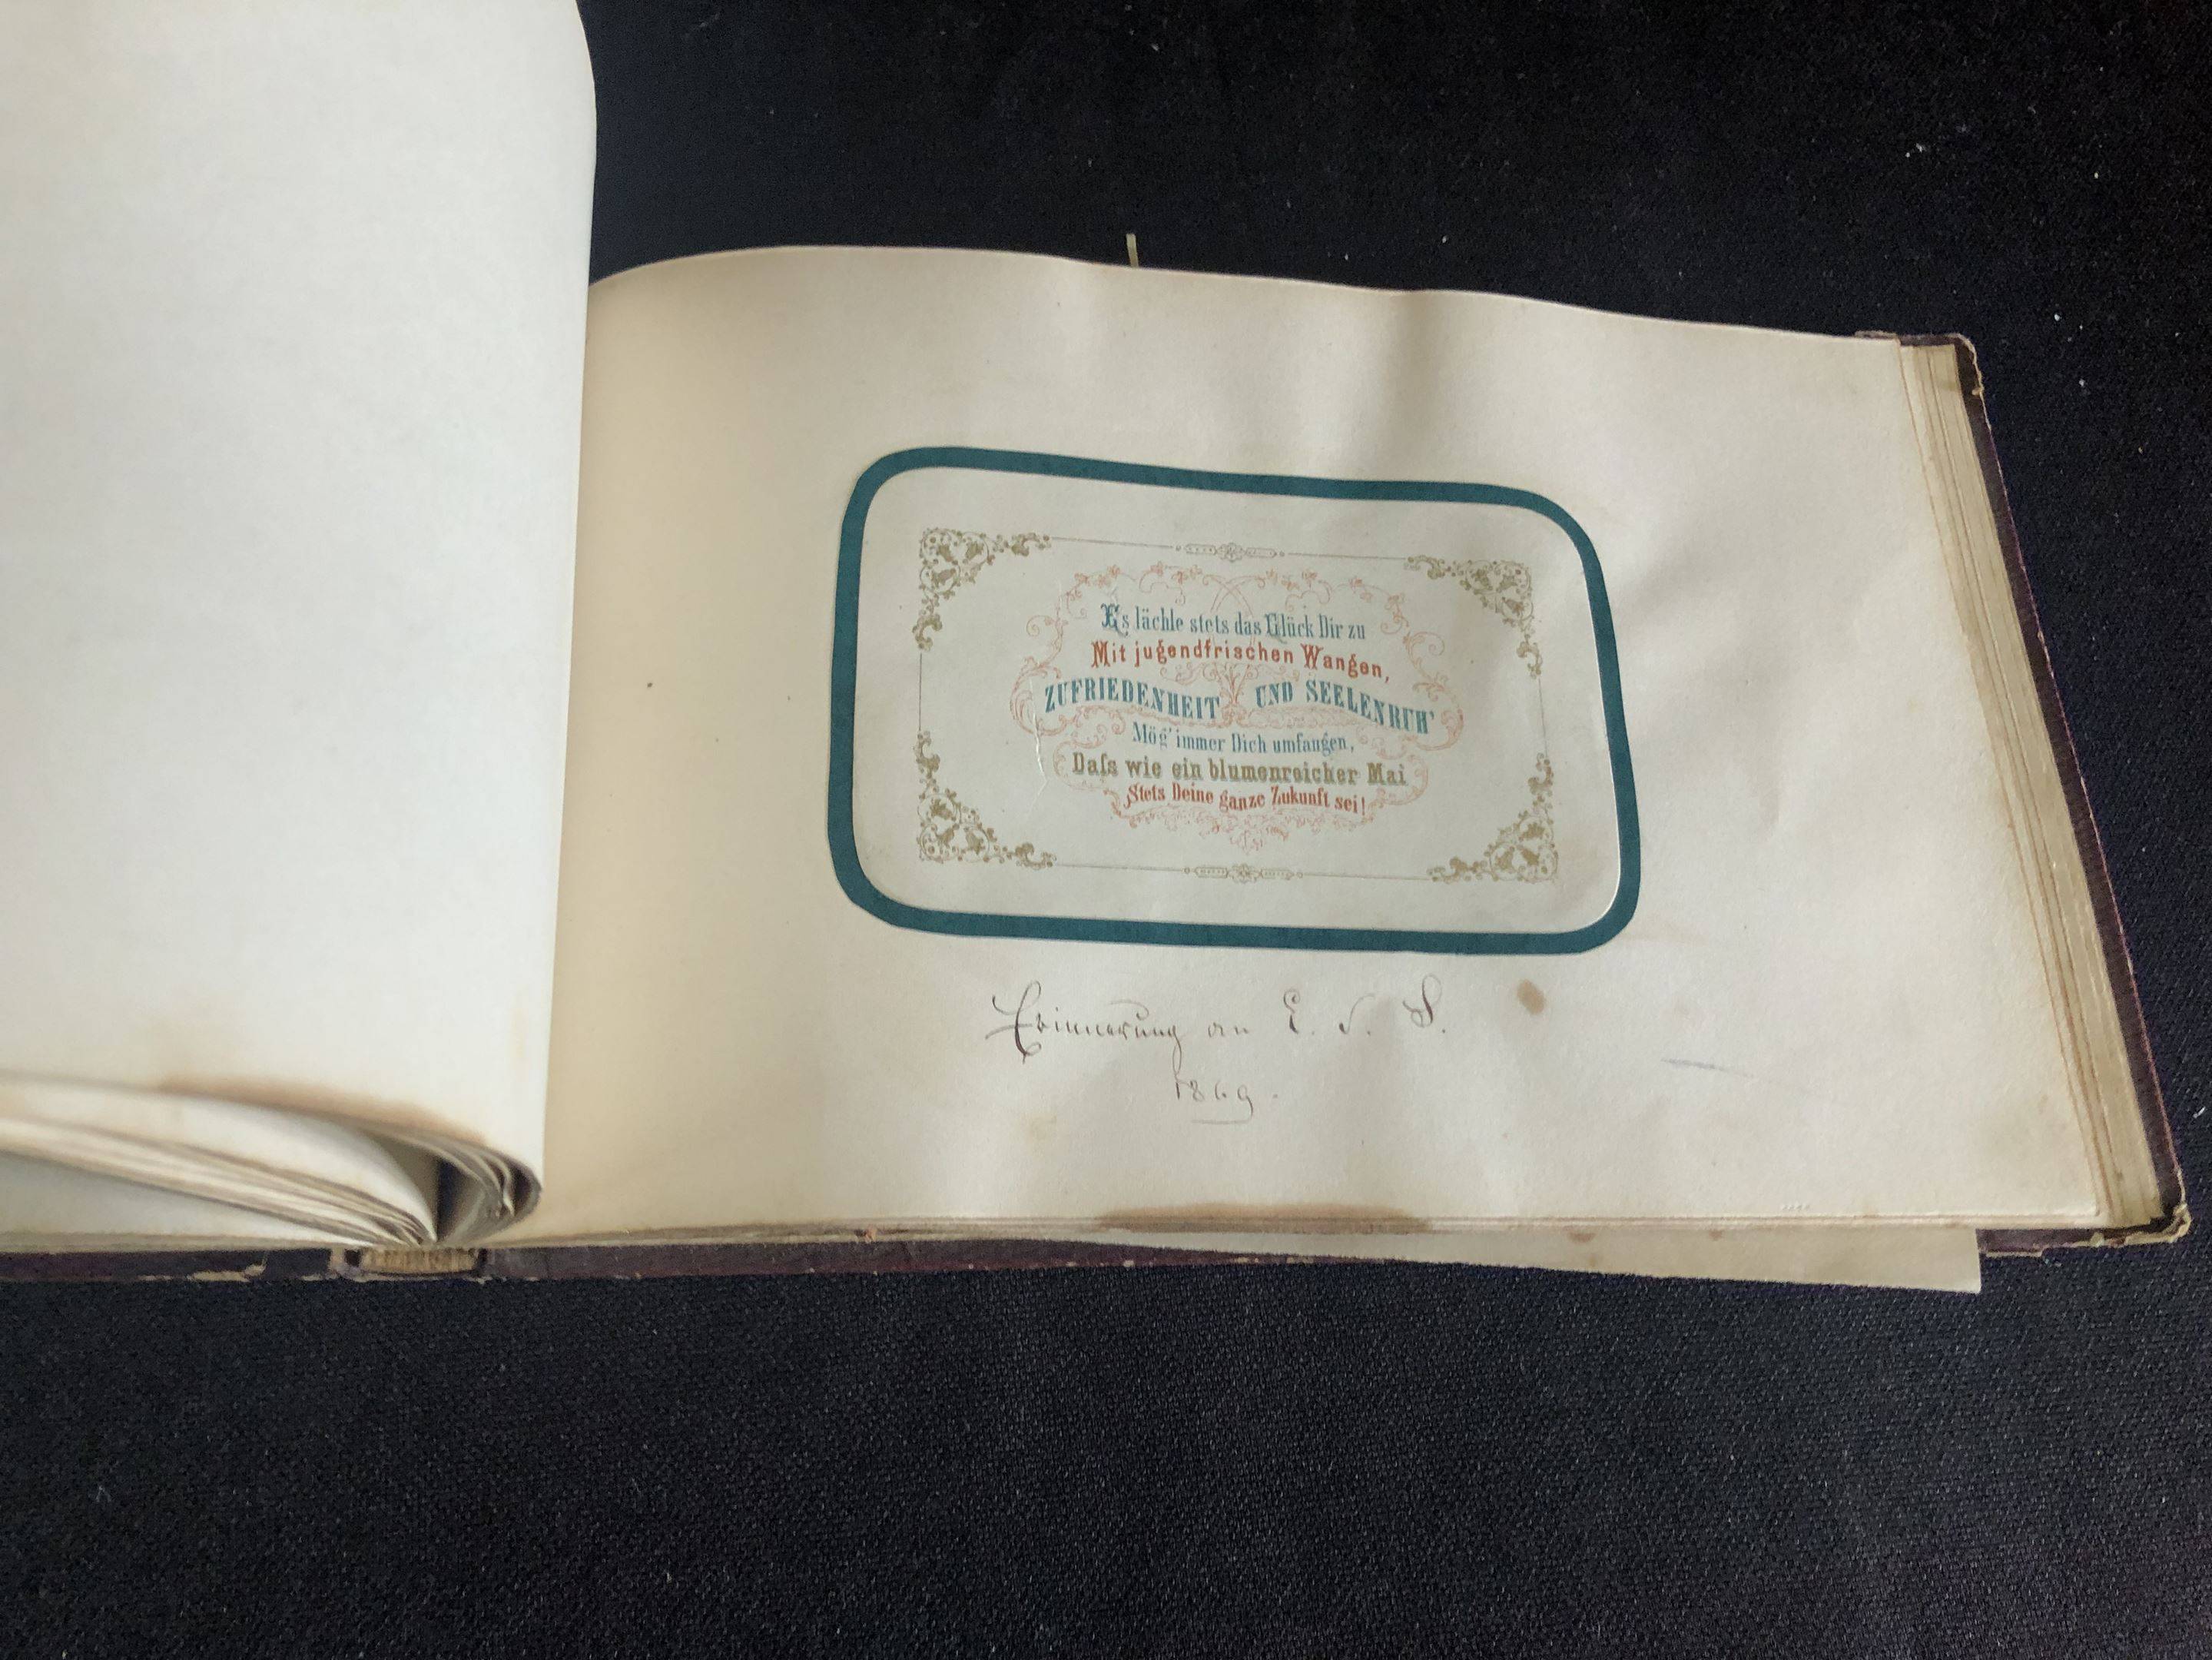 Es lächle stets das Glück Dir zu
Mit jugendfrischen Wangen,
ZUFRIEDENHEIT UND SEELENRUH'
Mög' immer Dich umfangen,
Daſs wie ein blumenreicher Mai
Stets Deine ganze Zukunft sei!
Erinnerung an E. v. S.
1869.